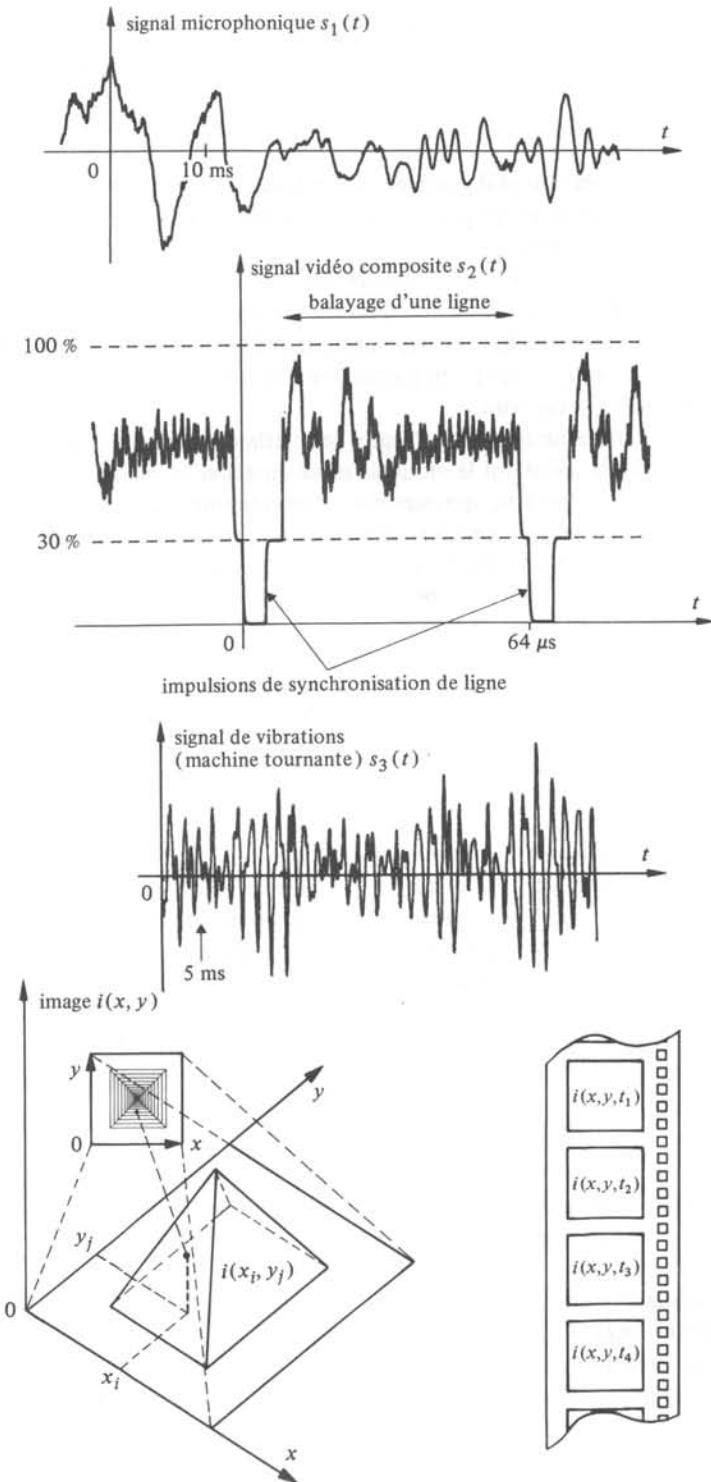 signal microphonique s₁(t)
t
0
10 ms
signal vidéo composite s₂(t)
balayage d'une ligne
100 %
30 %
t
0
64 µs
impulsions de synchronisation de ligne
signal de vibrations
(machine tournante) s₃(t)
t
0
5 ms
image i(x, y)
y
0
x
y
y_j
i(x_i, y_j)
0
x_i
x
i(x,y,t₁)
i(x,y,t₂)
i(x,y,t₃)
i(x,y,t₄)